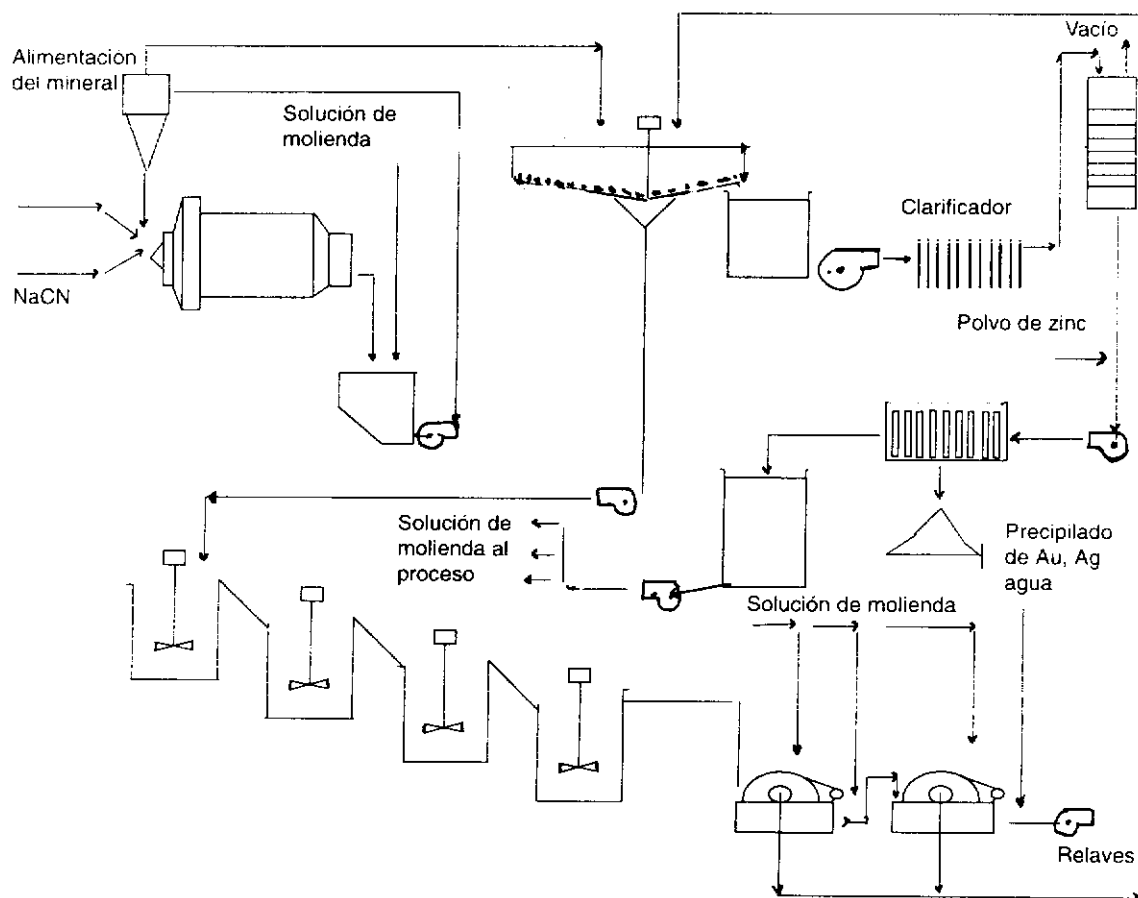 Vacío
Alimentación
del mineral
Solución de
molienda
Clarificador
NaCN
Polvo de zinc
Solución de
molienda al
proceso
Precipilado
de Au, Ag
agua
Solución de molienda
Relaves